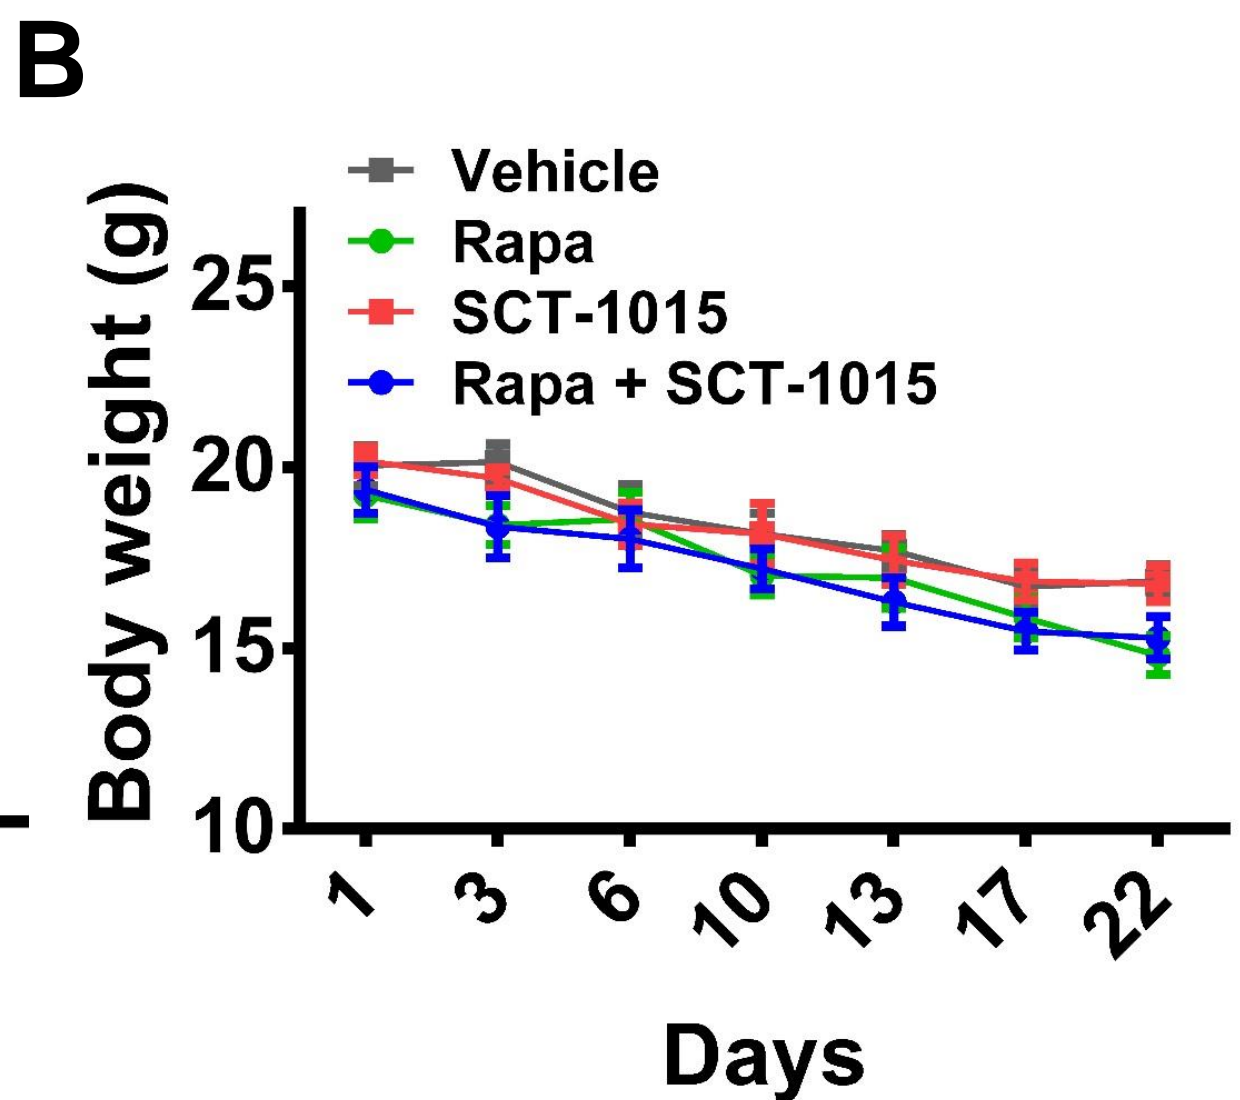 B
Vehicle
Rapa
SCT-1015
Rapa + SCT-1015
Body weight (g)
25
20
15
10
1 3 6 10 13 17 22
Days